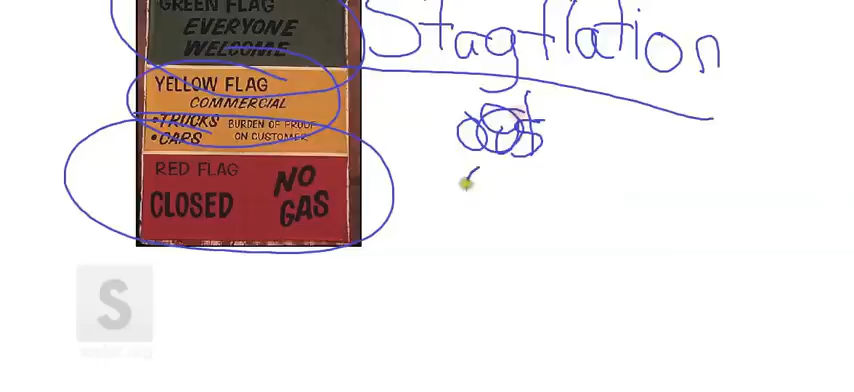 GREEN FLAG
EVERYONE
WELCOME
Stagflation
YELLOW FLAG
COMMERCIAL
•TRUCKS BURDEN OF PROOF
•CARS ON CUSTOMER
RED FLAG
CLOSED
NO
GAS
S